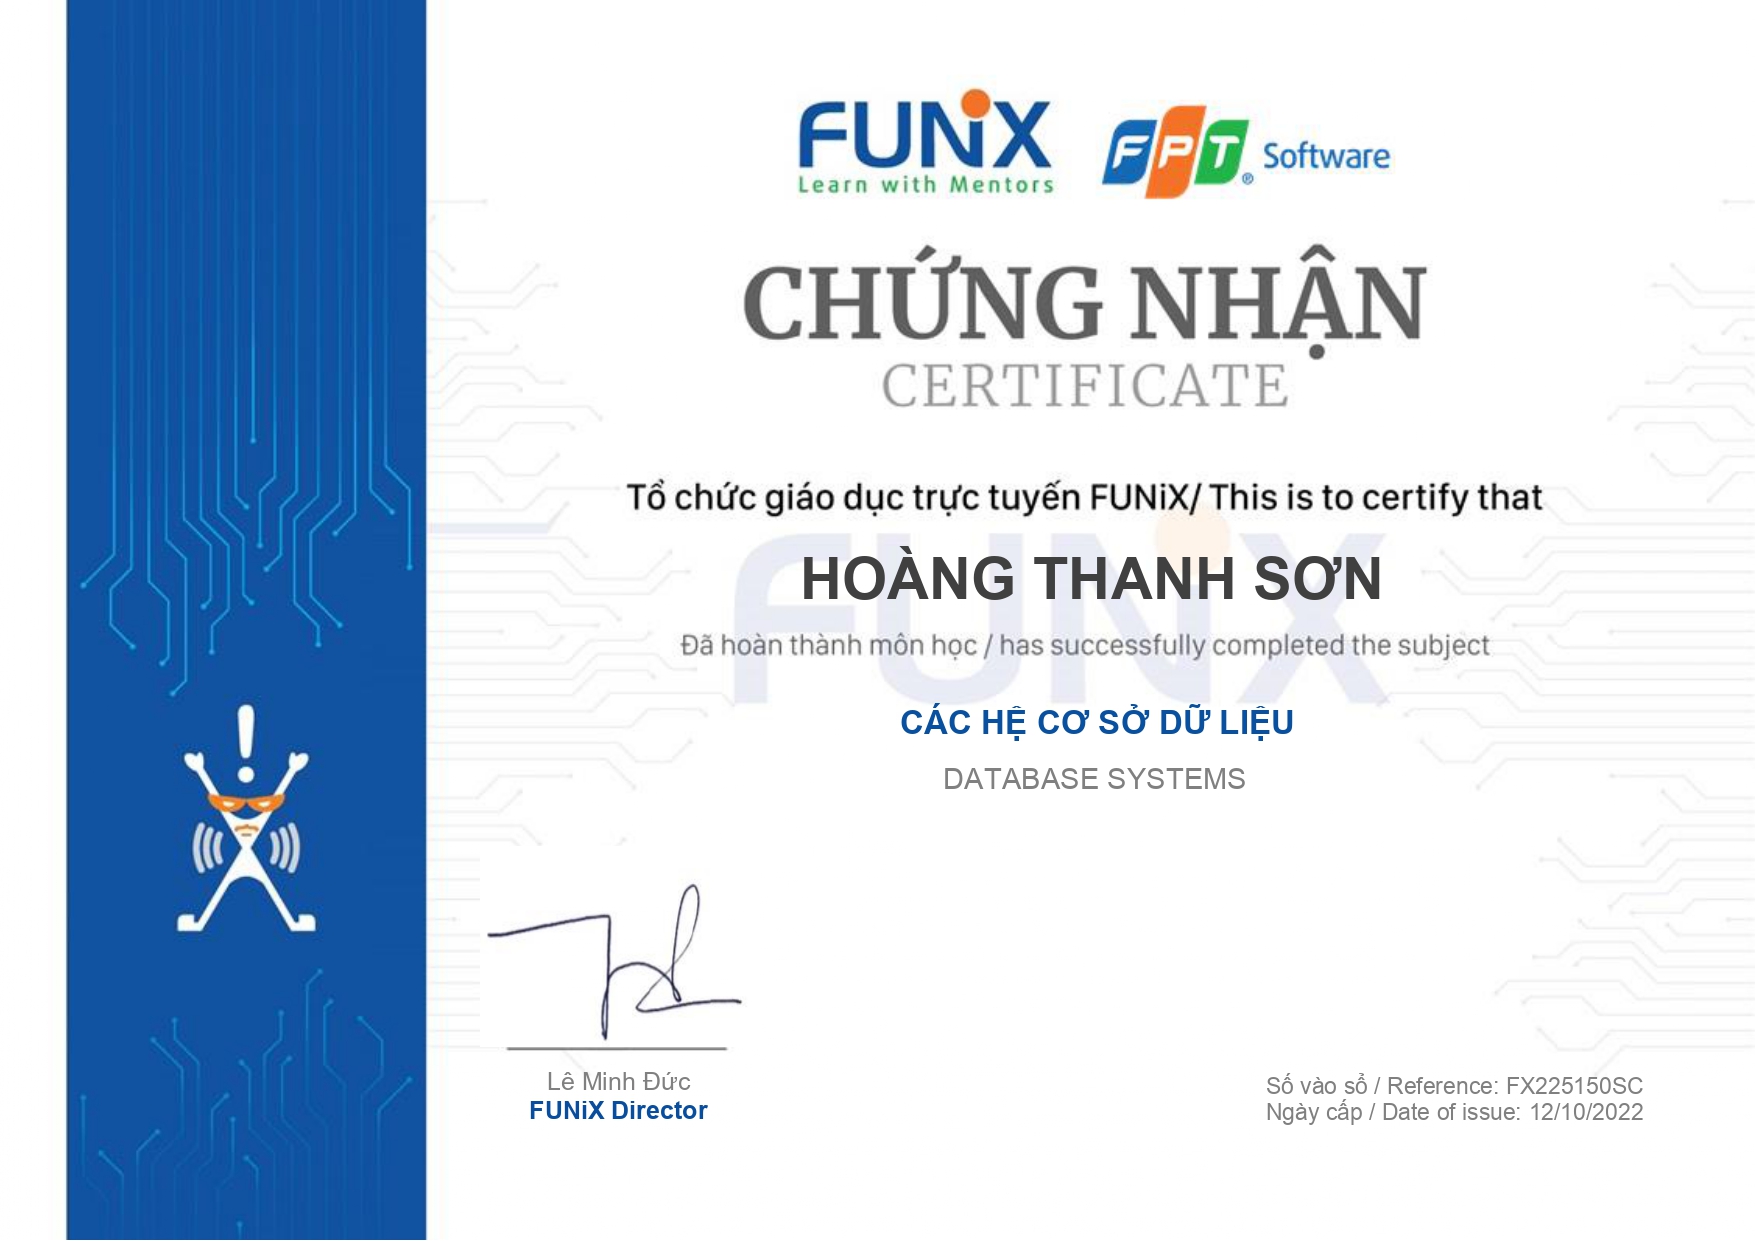 FUNiX
Learn with Mentors
FPT® Software
CHỨNG NHẬN
CERTIFICATE
Tổ chức giáo dục trực tuyến FUNiX/ This is to certify that
FUNiX
HOÀNG THANH SƠN
Đã hoàn thành môn học / has successfully completed the subject
CÁC HỆ CƠ SỞ DỮ LIỆU
DATABASE SYSTEMS
Lê Minh Đức
FUNiX Director
Số vào sổ / Reference: FX225150SC
Ngày cấp / Date of issue: 12/10/2022